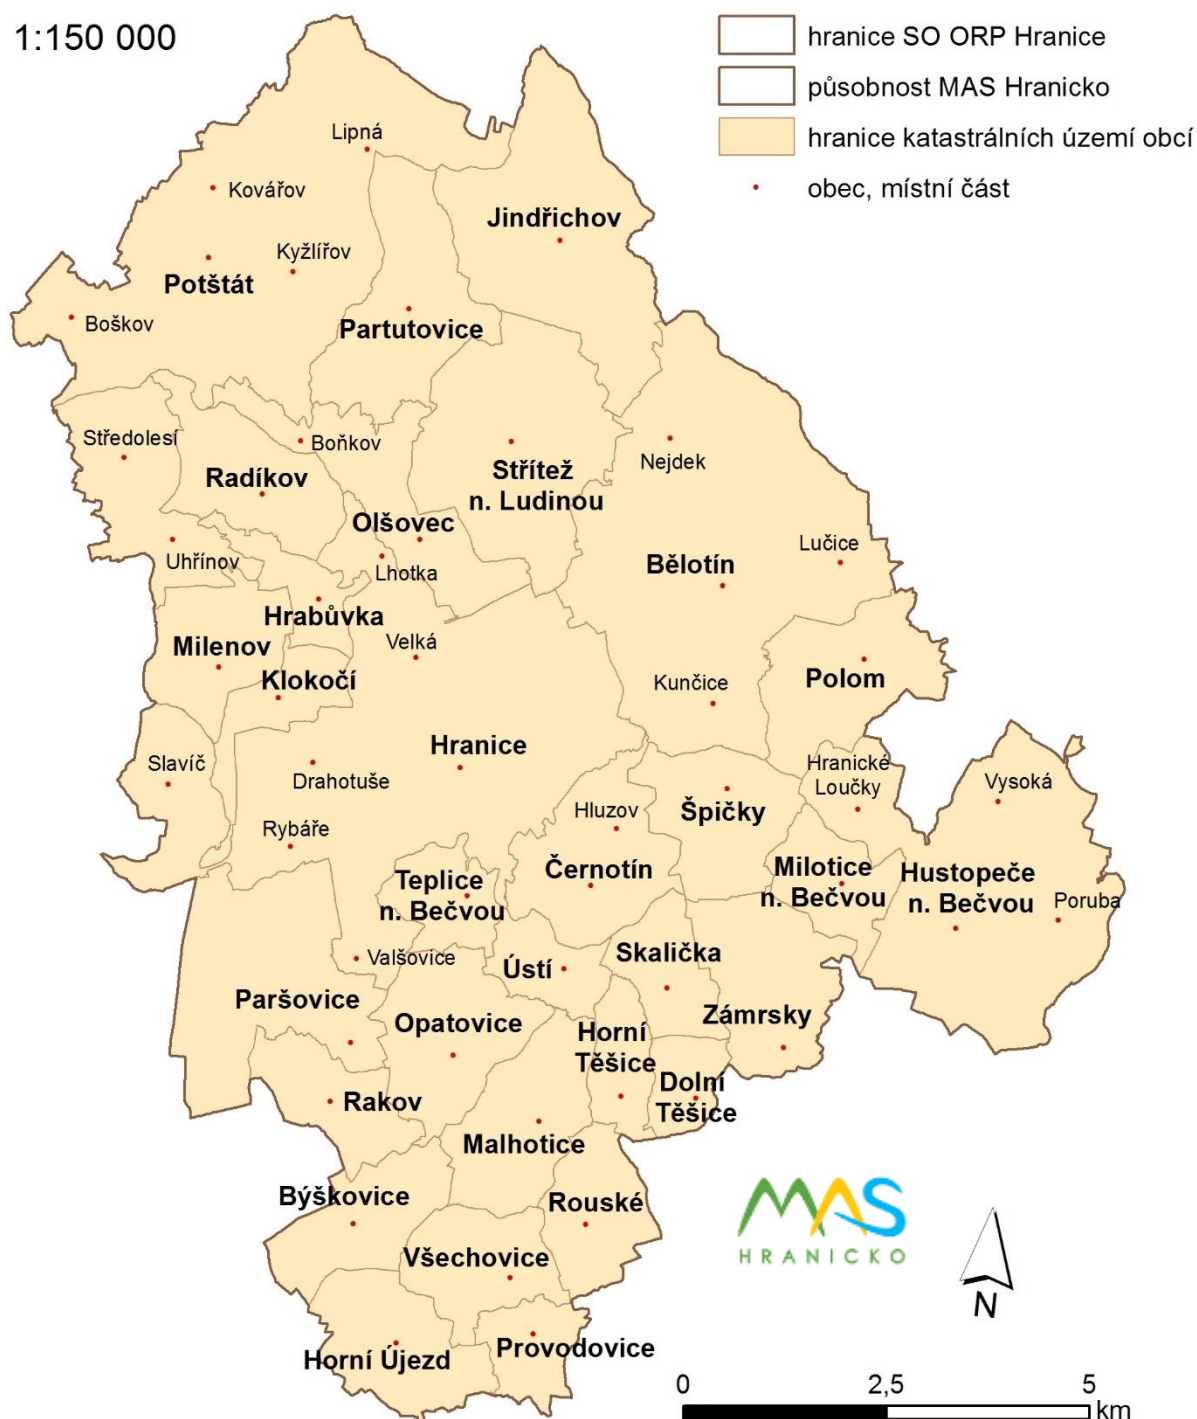 1:150 000
hranice SO ORP Hranice
působnost MAS Hranicko
hranice katastrálních území obcí
obec, místní část
Lipná
Kovářov
Jindřichov
Kyžlířov
Potštát
Boškov
Partutovice
Středolesí
Boňkov
Nejdek
Radíkov
Střítež
n. Ludinou
Olšovec
Lučice
Uhřínov
Lhotka
Bělotín
Hrabůvka
Milenov
Velká
Klokočí
Kunčice
Polom
Hranice
Slavíč
Drahotuše
Hranické
Loučky
Vysoká
Hluzov
Špičky
Rybáře
Černotín
Milotice
n. Bečvou
Hustopeče
n. Bečvou
Teplice
n. Bečvou
Poruba
Valšovice
Ústí
Skalička
Paršovice
Opatovice
Zámrsky
Horní
Těšice
Dolní
Těšice
Rakov
Malhotice
Býškovice
Rouské
Všechovice
Provodovice
Horní Újezd
MAS
HRANICKO
N
0 2,5 5
km